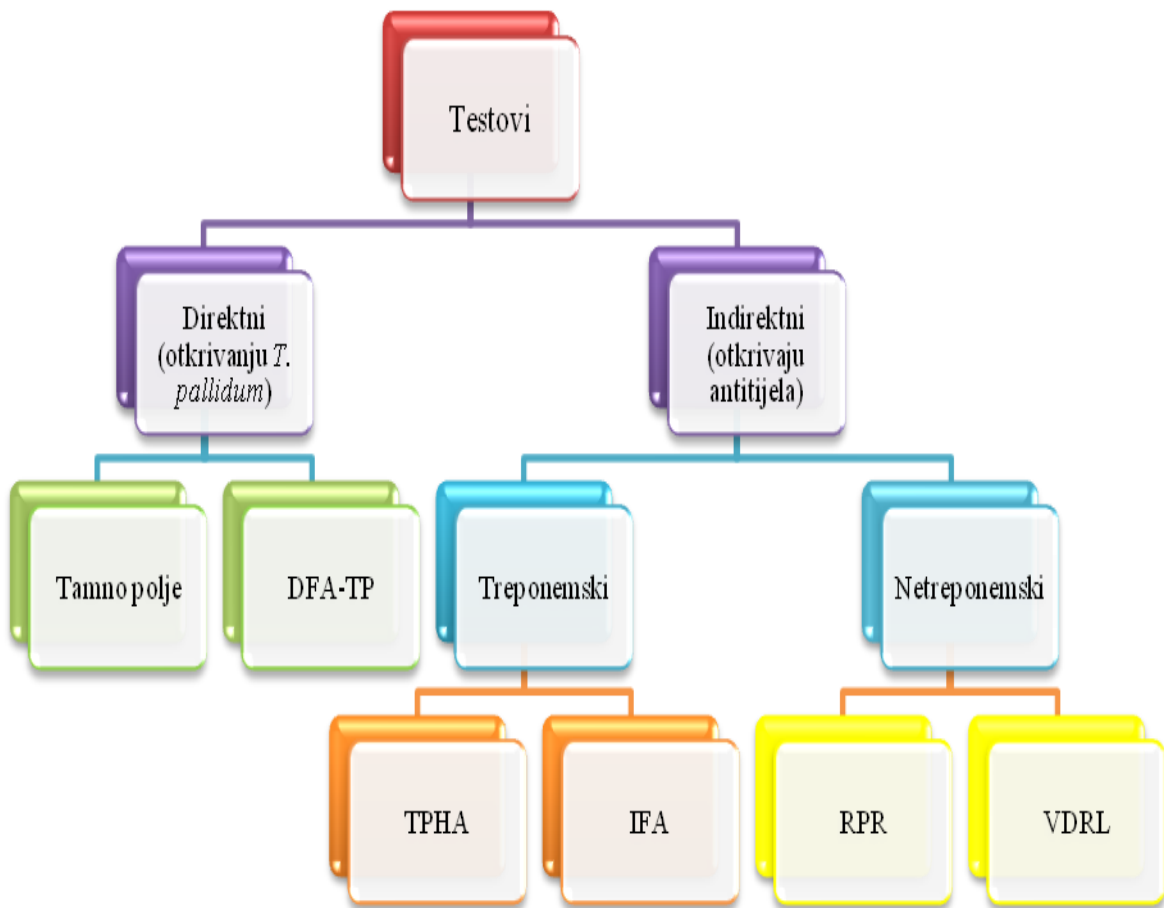 Testovi
Direktni
(otkrivanju T.
pallidum)
Indirektni
(otkrivaju
antitijela)
Tamno polje
DFA-TP
Treponemski
Netreponemski
TPHA
IFA
RPR
VDRL